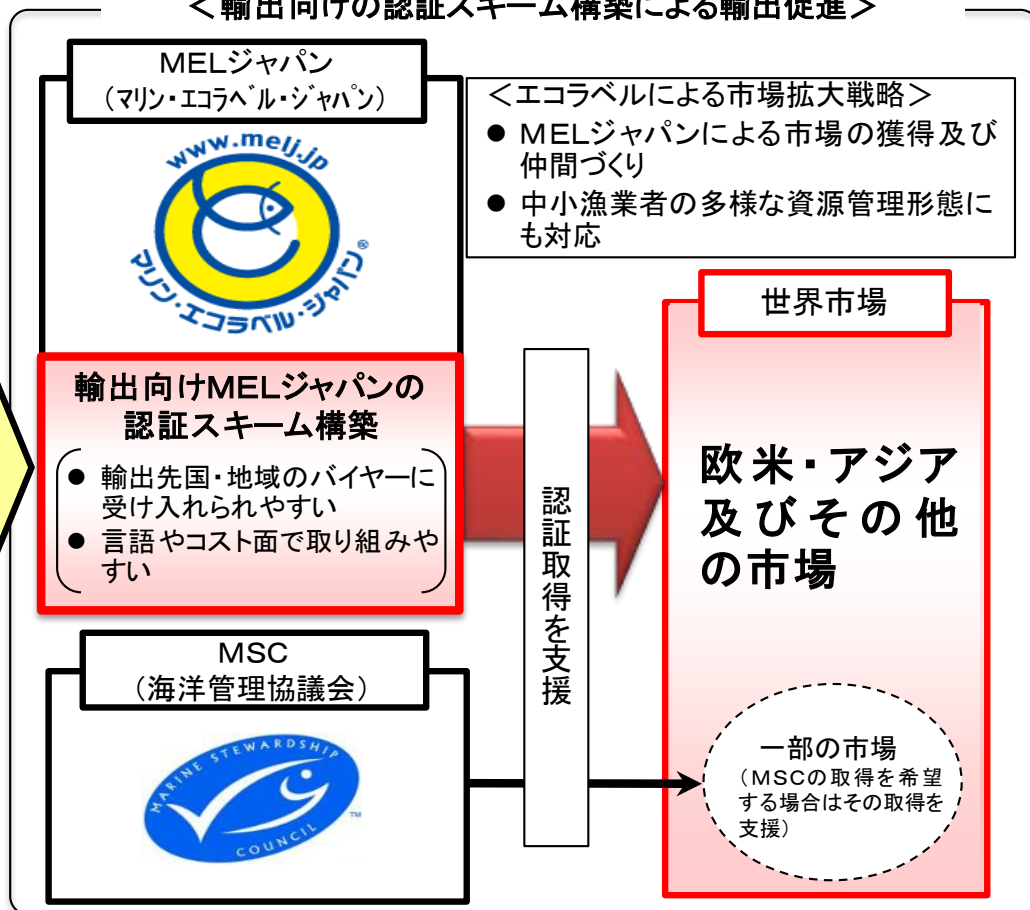 <輸出向けの認証スキーム構築による輸出促進>
MELジャパン
(マリン・エコラベル・ジャパン)
www.melj.jp
マリン・エコラベル・ジャパン®
<エコラベルによる市場拡大戦略>
● MELジャパンによる市場の獲得及び
仲間づくり
● 中小漁業者の多様な資源管理形態に
も対応
輸出向けMELジャパンの
認証スキーム構築
● 輸出先国・地域のバイヤーに
受け入れられやすい
● 言語やコスト面で取り組みや
すい
認証取得を支援
世界市場
欧米・アジア
及びその他
の市場
MSC
(海洋管理協議会)
MARINE STEWARDSHIP
COUNCIL
TM
一部の市場
(MSCの取得を希望
する場合はその取得を
支援)